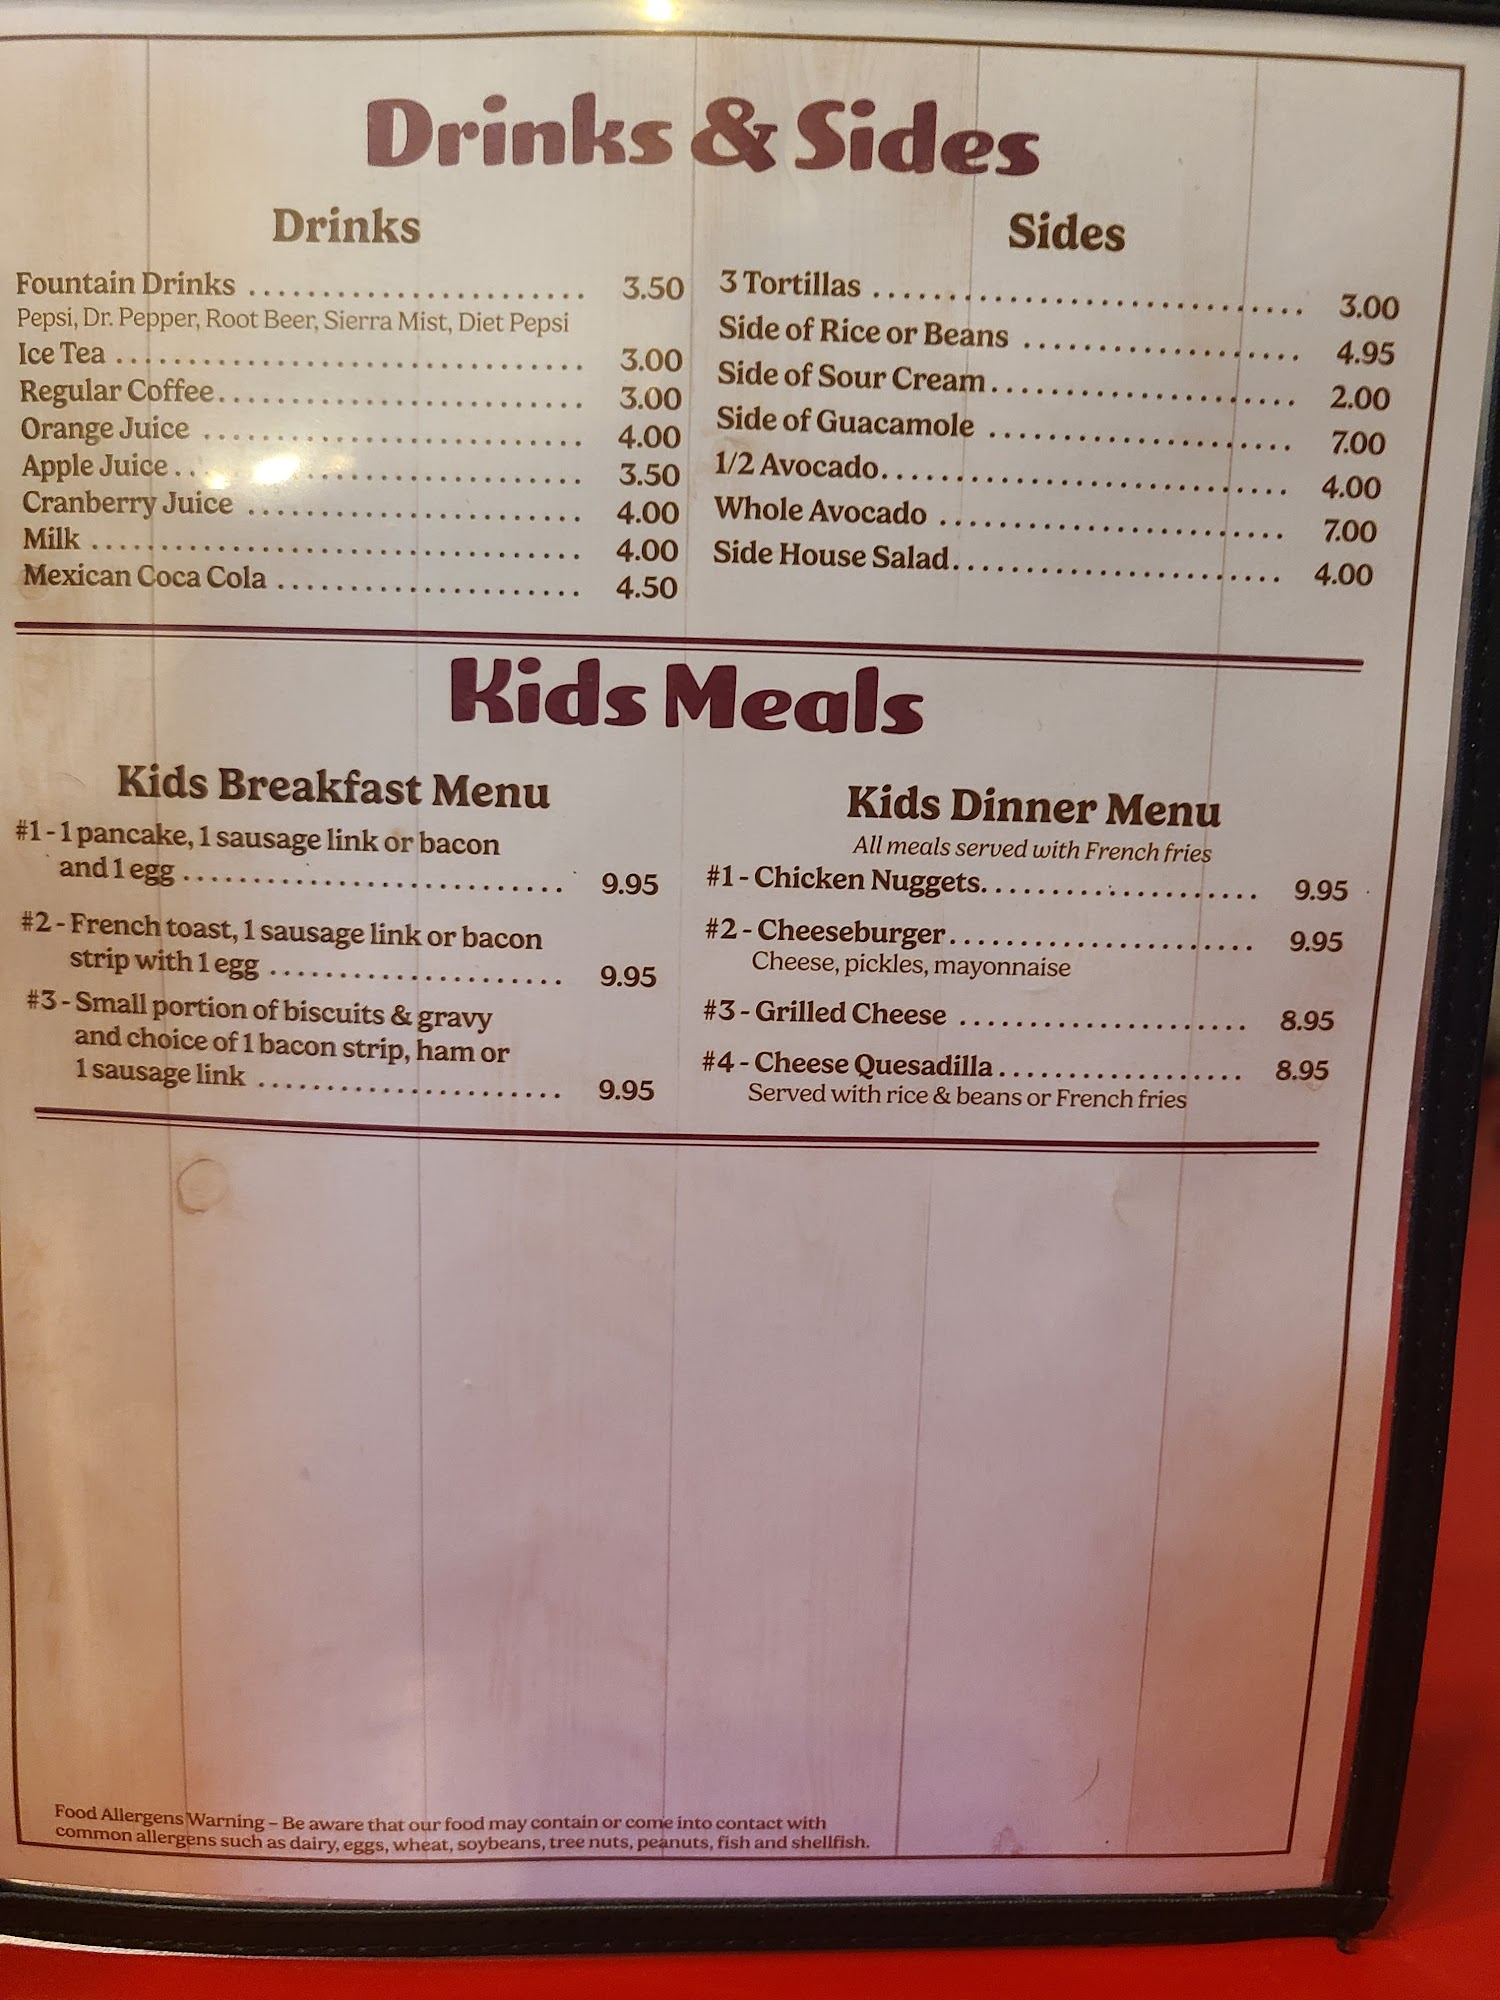 Drinks & Sides
Drinks
Fountain Drinks ........................ 3.50
Pepsi, Dr. Pepper, Root Beer, Sierra Mist, Diet Pepsi
Ice Tea ................................ 3.00
Regular Coffee......................... 3.00
Orange Juice .......................... 4.00
Apple Juice............................ 3.50
Cranberry Juice ....................... 4.00
Milk .................................. 4.00
Mexican Coca Cola ..................... 4.50
Sides
3 Tortillas .............................. 3.00
Side of Rice or Beans .................... 4.95
Side of Sour Cream...................... 2.00
Side of Guacamole ...................... 7.00
1/2 Avocado............................. 4.00
Whole Avocado ......................... 7.00
Side House Salad....................... 4.00
Kids Meals
Kids Breakfast Menu
#1 - 1 pancake, 1 sausage link or bacon
and 1 egg ............................ 9.95
#2 - French toast, 1 sausage link or bacon
strip with 1 egg ..................... 9.95
#3 - Small portion of biscuits & gravy
and choice of 1 bacon strip, ham or
1 sausage link ...................... 9.95
Kids Dinner Menu
All meals served with French fries
#1 - Chicken Nuggets.................... 9.95
#2 - Cheeseburger...................... 9.95
Cheese, pickles, mayonnaise
#3 - Grilled Cheese .................... 8.95
#4 - Cheese Quesadilla................. 8.95
Served with rice & beans or French fries
Food Allergens Warning – Be aware that our food may contain or come into contact with
common allergens such as dairy, eggs, wheat, soybeans, tree nuts, peanuts, fish and shellfish.